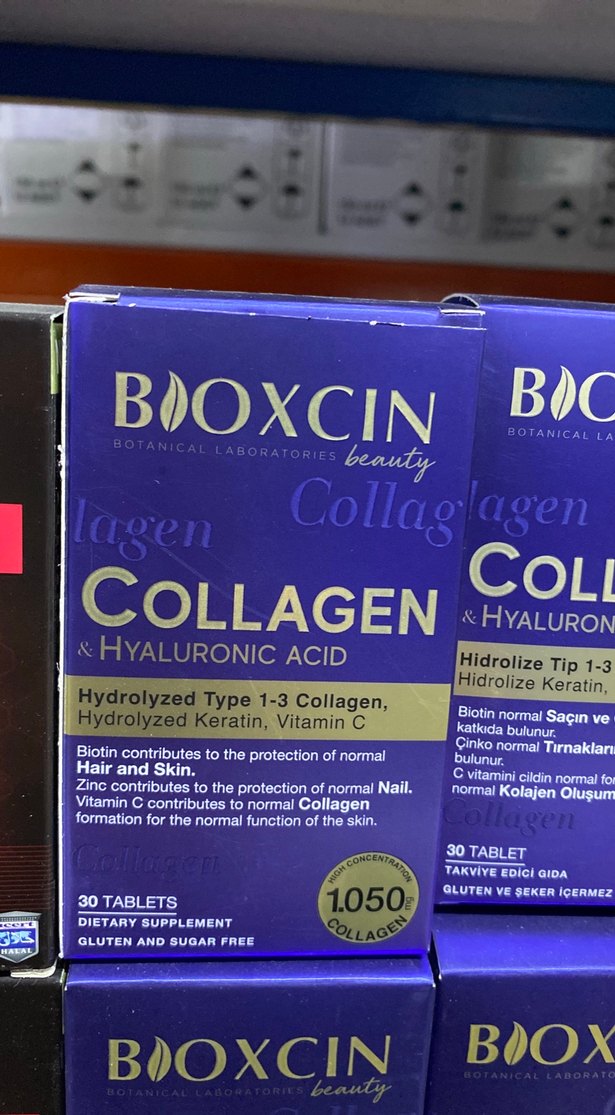 BIOXCIN
BOTANICAL LABORATORIES beauty
lagen
Collag
COLLAGEN
& HYALURONIC ACID
Hydrolyzed Type 1-3 Collagen,
Hydrolyzed Keratin, Vitamin C
Biotin contributes to the protection of normal
Hair and Skin.
Zinc contributes to the protection of normal Nail.
Vitamin C contributes to normal Collagen
formation for the normal function of the skin.
Collagen
30 TABLETS
DIETARY SUPPLEMENT
GLUTEN AND SUGAR FREE
HIGH CONCENTRATION
1.050 mg
COLLAGEN
BIO
BOTANICAL LA
lagen
COLL
& HYALURON
Hidrolize Tip 1-3
Hidrolize Keratin,
Biotin normal Saçın ve
katkıda bulunur.
Çinko normal Tırnakların
bulunur.
C vitamini cildin normal fo
normal Kolajen Oluşum
Collagen
30 TABLET
TAKVİYE EDİCİ GIDA
GLUTEN VE ŞEKER İÇERMEZ
HALAL
BIOXCIN
BOTANICAL LABORATORIES beauty
BIOX
BOTANICAL LABORA